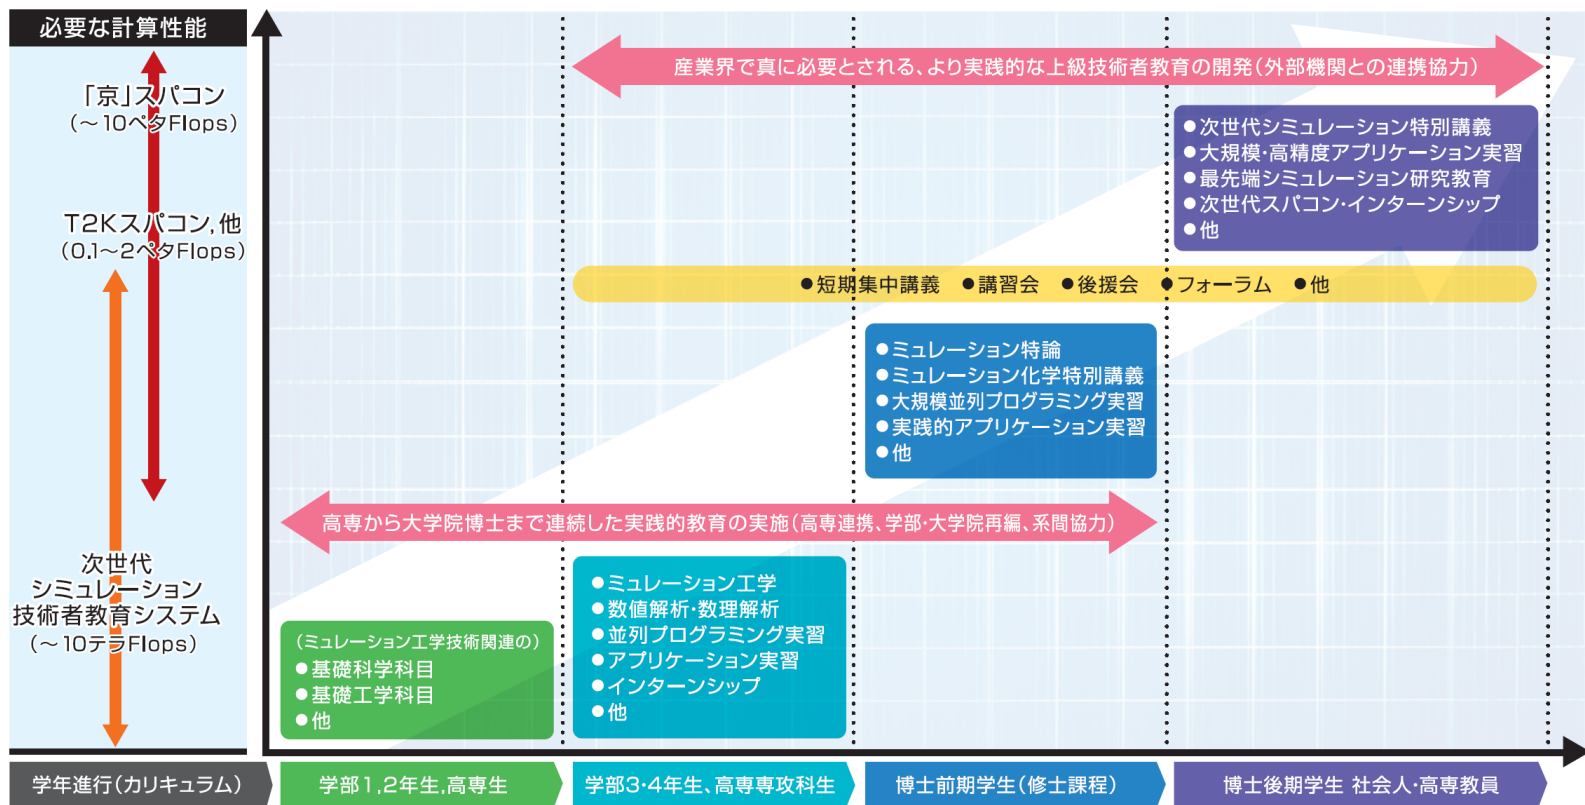 必要な計算性能
「京」スパコン
(～10ペタFlops)
T2Kスパコン,他
(0.1～2ペタFlops)
次世代
シミュレーション
技術者教育システム
(～10テラFlops)
産業界で真に必要とされる、より実践的な上級技術者教育の開発(外部機関との連携協力)
●次世代シミュレーション特別講義
●大規模・高精度アプリケーション実習
●最先端シミュレーション研究教育
●次世代スパコン・インターンシップ
●他
●短期集中講義 ●講習会 ●後援会 ●フォーラム ●他
●ミュレーション特論
●ミュレーション化学特別講義
●大規模並列プログラミング実習
●実践的アプリケーション実習
●他
高専から大学院博士まで連続した実践的教育の実施(高専連携、学部・大学院再編、系間協力)
●ミュレーション工学
●数値解析・数理解析
●並列プログラミング実習
●アプリケーション実習
●インターンシップ
●他
(ミュレーション工学技術関連の)
●基礎科学科目
●基礎工学科目
●他
学年進行(カリキュラム)
学部1,2年生,高専生
学部3・4年生、高専専攻科生
博士前期学生(修士課程)
博士後期学生 社会人・高専教員